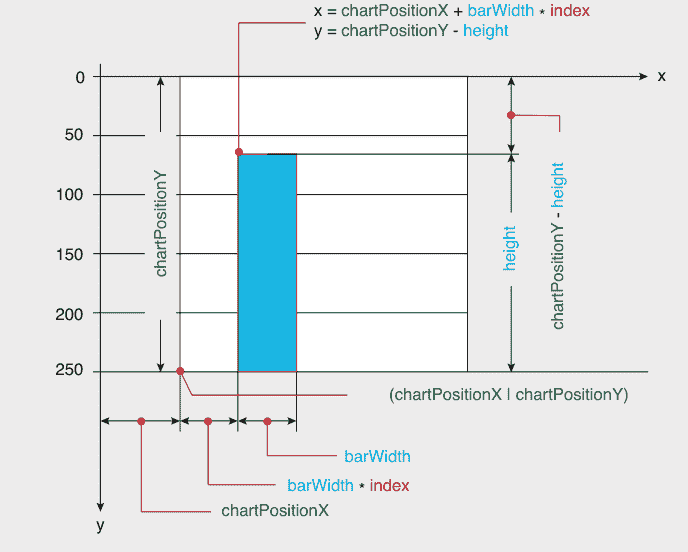 x = chartPositionX + barWidth * index
y = chartPositionY - height
0
x
50
100
150
200
250
chartPositionY
height
chartPositionY - height
(chartPositionX | chartPositionY)
barWidth
barWidth * index
chartPositionX
y